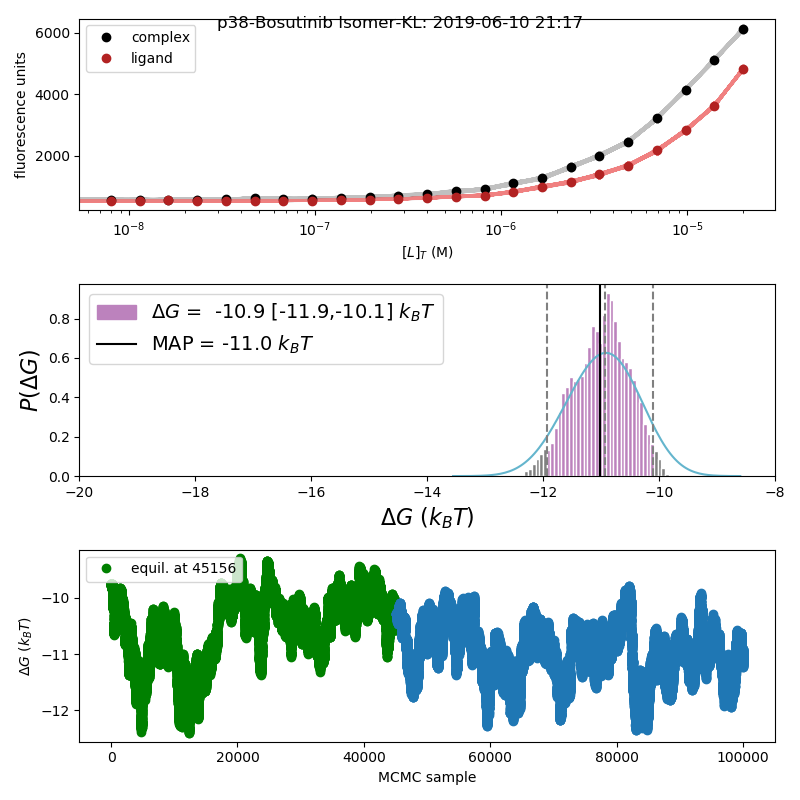 p38-Bosutinib Isomer-KL: 2019-06-10 21:17
complex
ligand
fluorescence units
6000
4000
2000
10⁻⁸ 10⁻⁷ 10⁻⁶ 10⁻⁵
[L]_T (M)
ΔG = -10.9 [-11.9,-10.1] k_BT
MAP = -11.0 k_BT
P(ΔG)
0.8
0.6
0.4
0.2
0.0
−20 −18 −16 −14 −12 −10 −8
ΔG (k_BT)
equil. at 45156
ΔG (k_BT)
−10
−11
−12
0 20000 40000 60000 80000 100000
MCMC sample